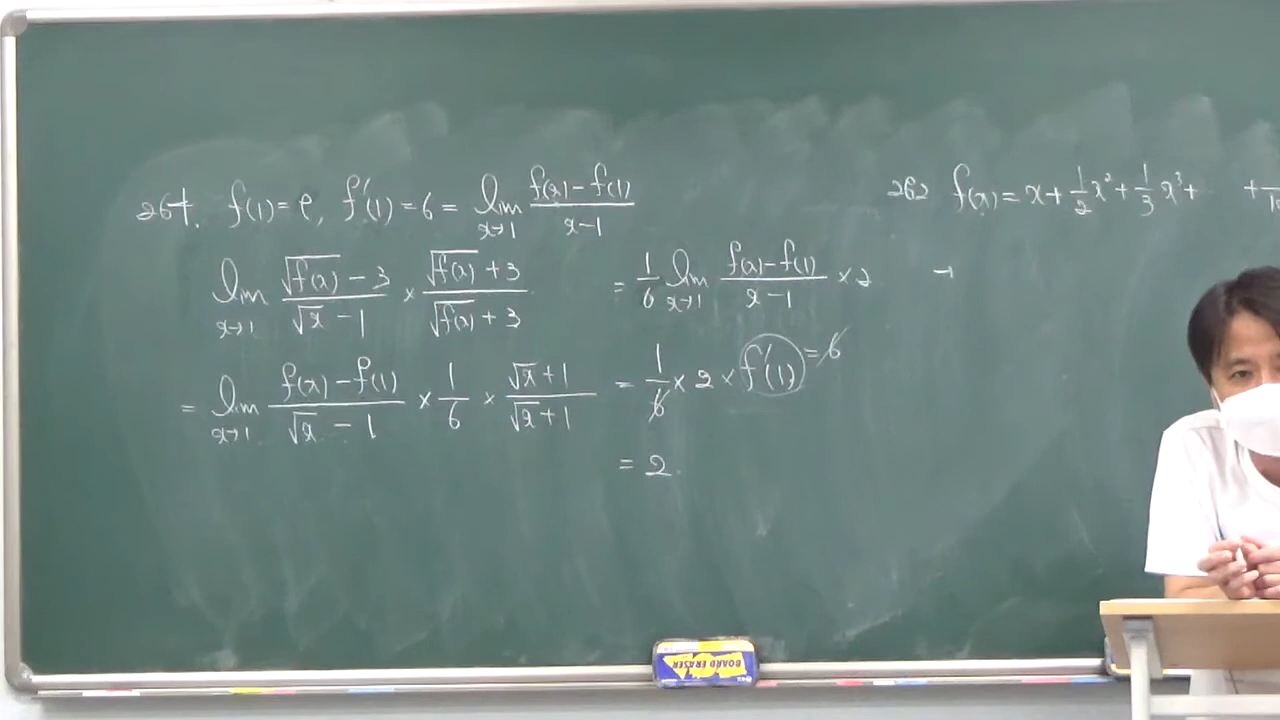 264. f(1)=9, f'(1)=6= lim x→1 (f(x)-f(1))/(x-1)
lim x→1 (√f(x) -3)/(√x -1) × (√f(x) +3)/(√f(x) +3)
= lim x→1 (f(x)-f(1))/(√x -1) × 1/6 × (√x +1)/(√x +1)
= 1/6 lim x→1 (f(x)-f(1))/(x-1) ×2
= 1/6 × 2 × f'(1) =6
= 2.
262 f(x)= x+ 1/2 x² + 1/3 x³ + +
→
BOARD ERASER